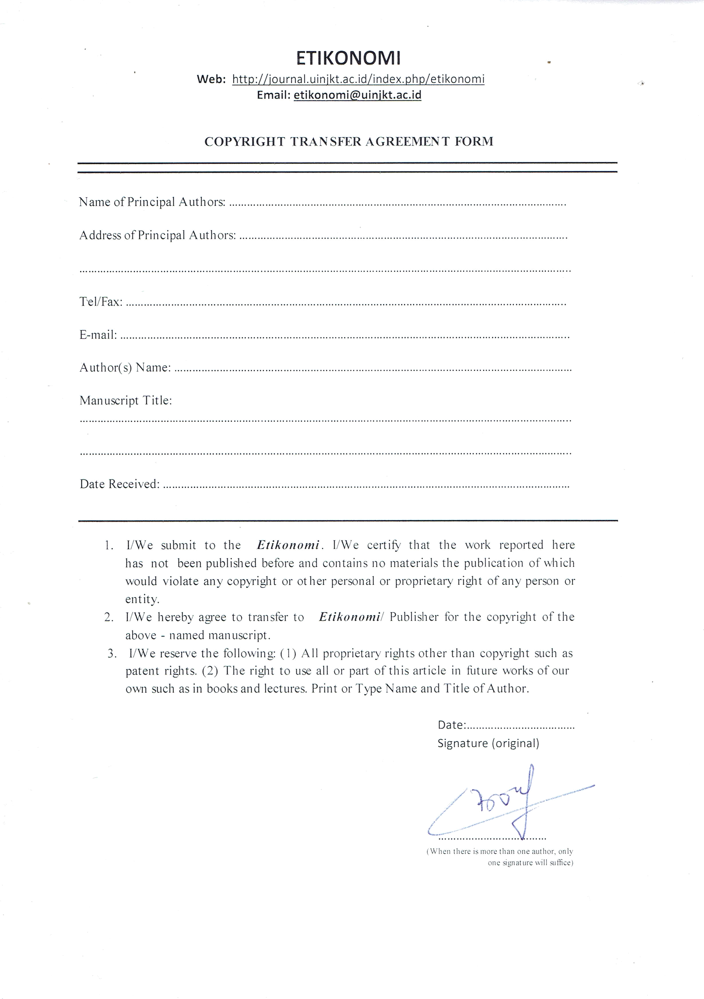 ETIKONOMI
Web: http://journal.uinjkt.ac.id/index.php/etikonomi
Email: etikonomi@uinjkt.ac.id
COPYRIGHT TRANSFER AGREEMENT FORM
Name of Principal Authors: ................................................................
Address of Principal Authors: ................................................................
................................................................
Tel/Fax: ................................................................
E-mail: ................................................................
Author(s) Name: ................................................................
Manuscript Title:
................................................................
................................................................
Date Received: ................................................................
1. I/We submit to the Etikonomi. I/We certify that the work reported here
has not been published before and contains no materials the publication of which
would violate any copyright or other personal or proprietary right of any person or
entity.
2. I/We hereby agree to transfer to Etikonomi/ Publisher for the copyright of the
above - named manuscript.
3. I/We reserve the following: (1) All proprietary rights other than copyright such as
patent rights. (2) The right to use all or part of this article in future works of our
own such as in books and lectures. Print or Type Name and Title of Author.
Date:....................................
Signature (original)
....................................
(When there is more than one author, only
one signature will suffice)